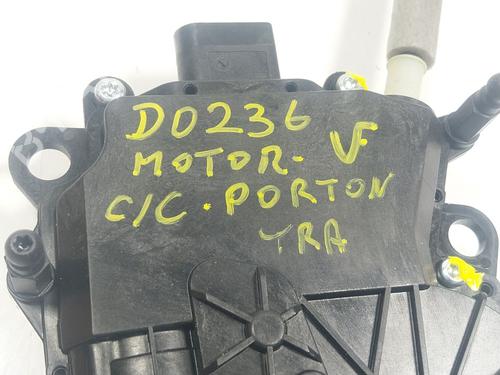 D0236
MOTOR- VF
C/C. PORTON
TRA